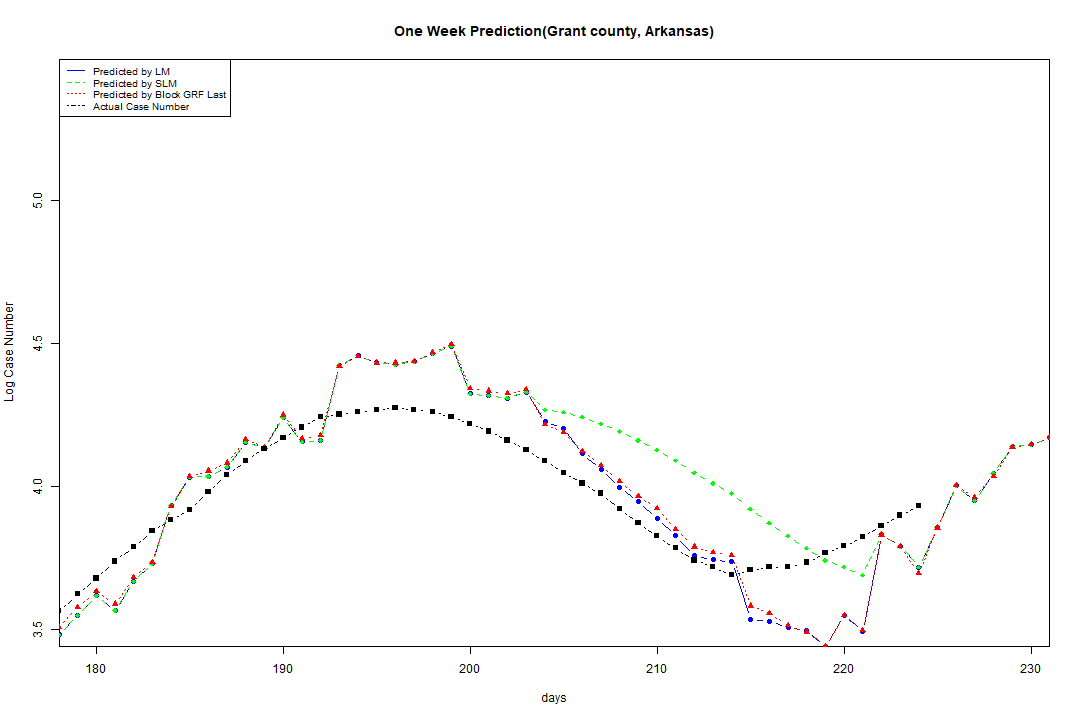 One Week Prediction(Grant county, Arkansas)
Predicted by LM
Predicted by SLM
Predicted by Block GRF Last
Actual Case Number
Log Case Number
5.0
4.5
4.0
3.5
180 190 200 210 220 230
days